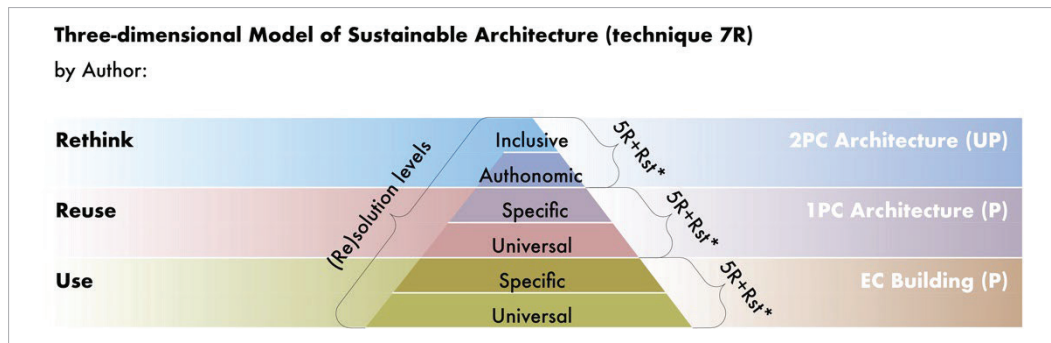 Three-dimensional Model of Sustainable Architecture (technique 7R)
by Author:
Rethink
Inclusive
5R+Rst*
2PC Architecture (UP)
(Re)solution levels
Authonomic
Reuse
Specific
5R+Rst*
1PC Architecture (P)
Universal
Use
Specific
5R+Rst*
EC Building (P)
Universal